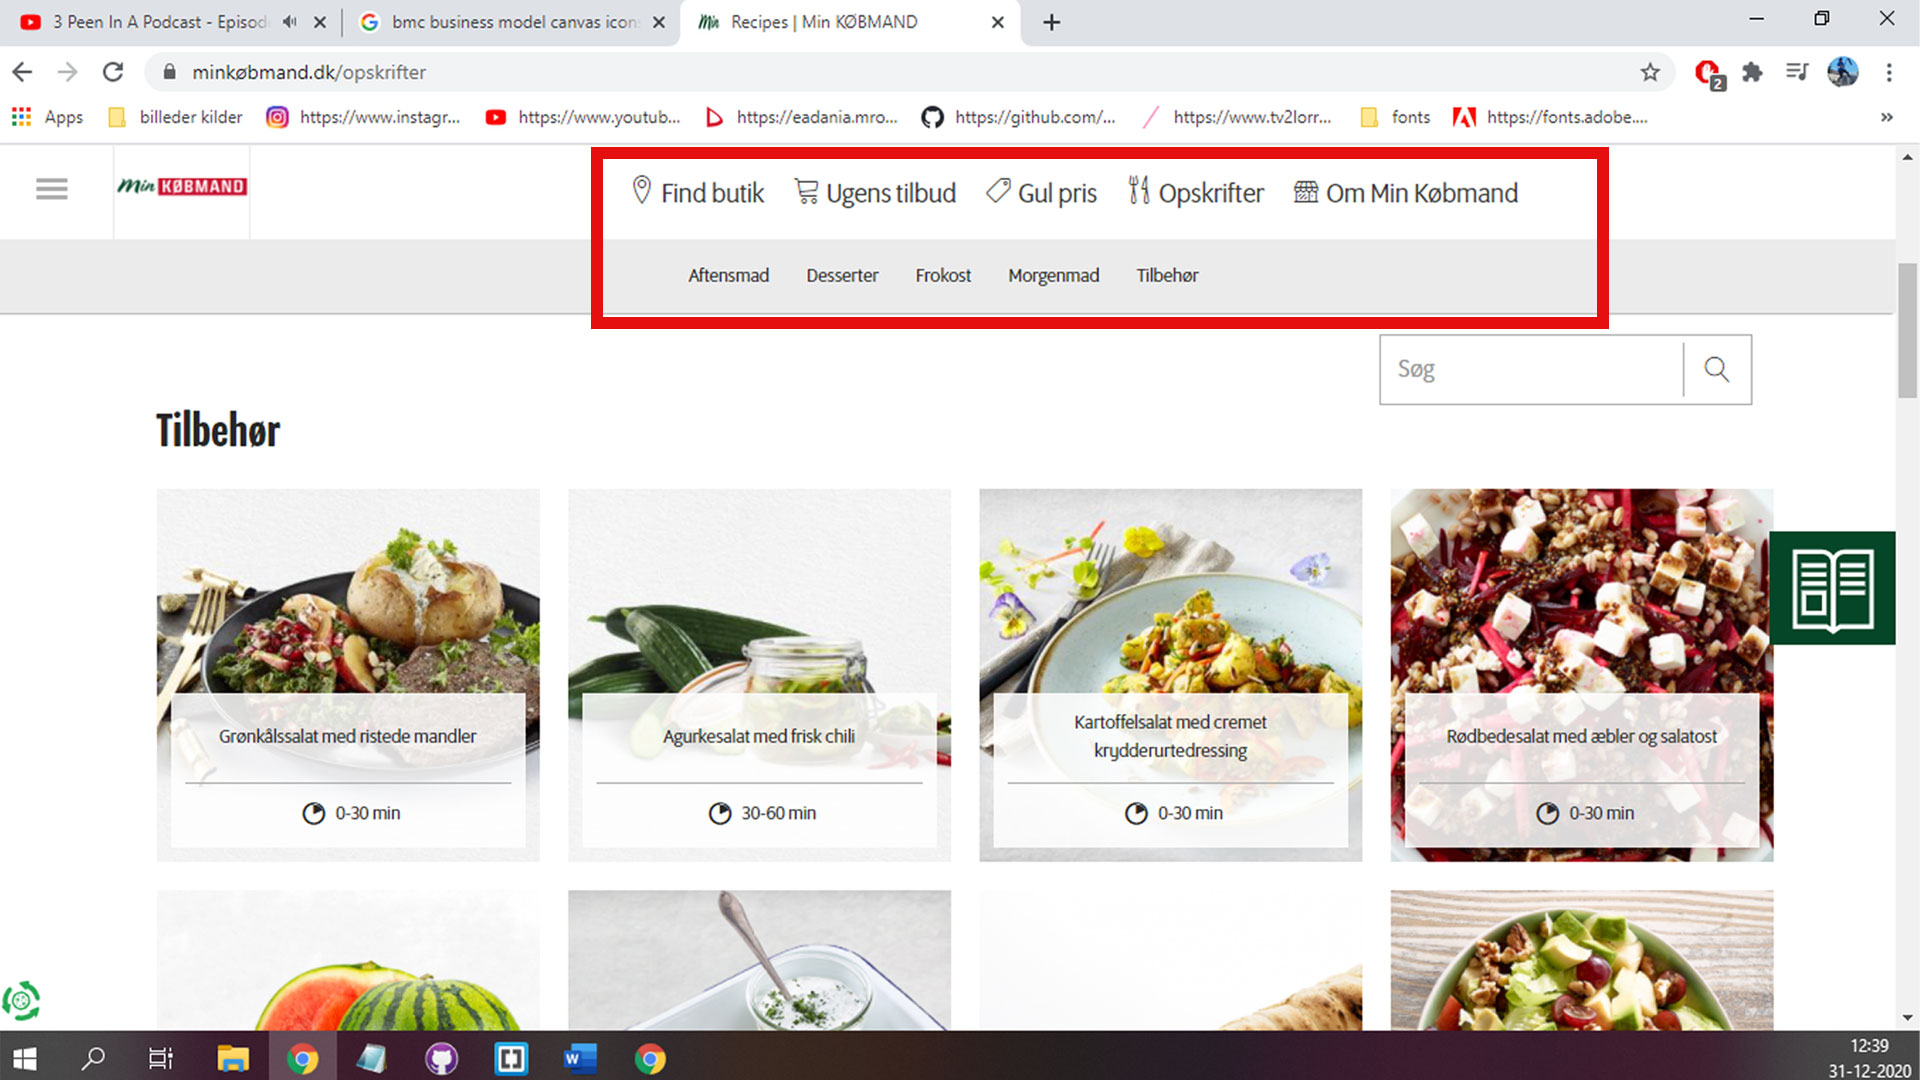 3 Peen In A Podcast - Episod
bmc business model canvas icon
Min Recipes | Min KØBMAND
minkøbmand.dk/opskrifter
2
Apps billeder kilder https://www.instagr... https://www.youtub... https://eadania.mro... https://github.com/... https://www.tv2lorr... fonts https://fonts.adobe.... »
Min KØBMAND
Find butik Ugens tilbud Gul pris Opskrifter Om Min Købmand
Aftensmad Desserter Frokost Morgenmad Tilbehør
Søg
Tilbehør
Grønkålssalat med ristede mandler
0-30 min
Agurkesalat med frisk chili
30-60 min
Kartoffelsalat med cremet
krydderurtedressing
0-30 min
Rødbedesalat med æbler og salatost
0-30 min
12:39
31-12-2020